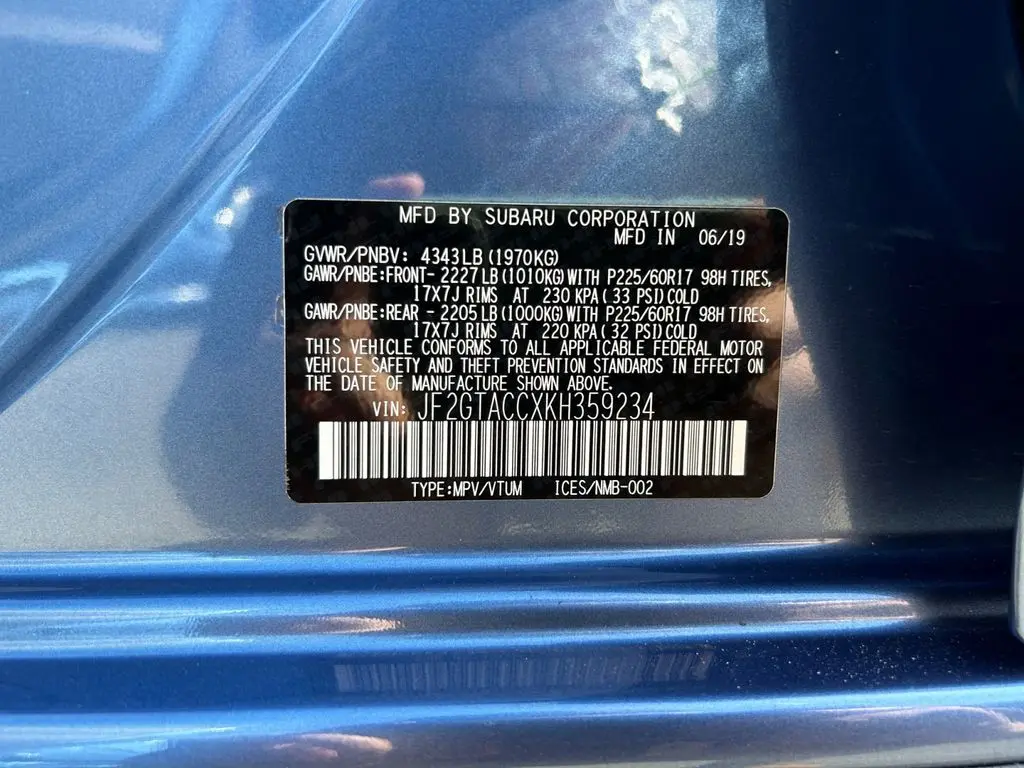 MFD BY SUBARU CORPORATION
MFD IN 06/19
GVWR/PNBV: 4343LB (1970KG)
GAWR/PNBE:FRONT- 2227LB(1010KG)WITH P225/60R17 98H TIRES,
17X7J RIMS AT 230 KPA( 33 PSI)COLD
GAWR/PNBE:REAR - 2205LB(1000KG)WITH P225/60R17 98H TIRES,
17X7J RIMS AT 220 KPA( 32 PSI)COLD
THIS VEHICLE CONFORMS TO ALL APPLICABLE FEDERAL MOTOR
VEHICLE SAFETY AND THEFT PREVENTION STANDARDS IN EFFECT ON
THE DATE OF MANUFACTURE SHOWN ABOVE.
VIN: JF2GTACCXKH359234
TYPE:MPV/VTUM ICES/NMB-002